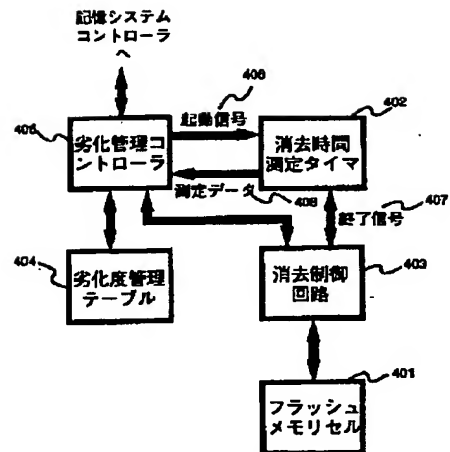 記憶システム
コントローラ
へ
406
起動信号
402
405
劣化管理コ
ントローラ
消去時間
測定タイマ
測定データ
408
407
終了信号
404
劣化度管理
テーブル
消去制御
回路
403
401
フラッシュ
メモリセル